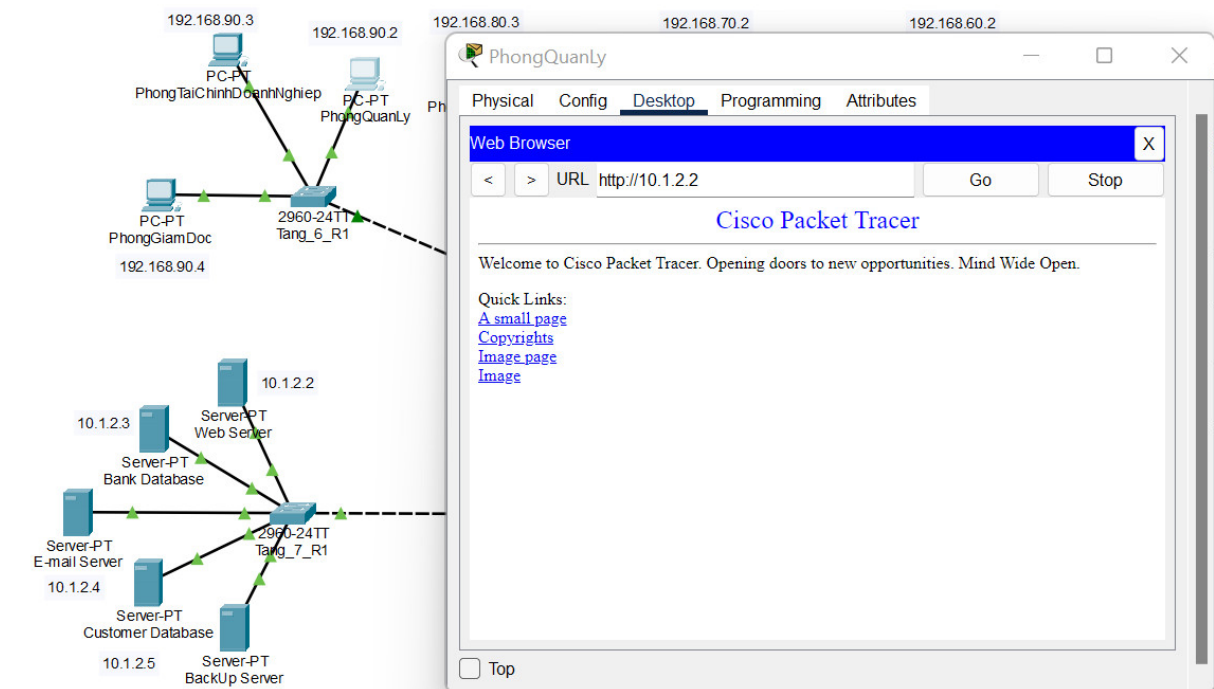 192.168.90.3
192.168.90.2
192.168.80.3
192.168.70.2
192.168.60.2
PC-PT
PhongTaiChinhDoanhNghiep
PC-PT
PhongQuanLy
Ph
PC-PT
PhongGiamDoc
192.168.90.4
2960-24TT
Tang_6_R1
10.1.2.2
Server-PT
Web Server
10.1.2.3
Server-PT
Bank Database
Server-PT
E-mail Server
10.1.2.4
2960-24TT
Tang_7_R1
Server-PT
Customer Database
10.1.2.5
Server-PT
BackUp Server
PhongQuanLy
Physical Config Desktop Programming Attributes
Web Browser X
< > URL http://10.1.2.2 Go Stop
Cisco Packet Tracer
Welcome to Cisco Packet Tracer. Opening doors to new opportunities. Mind Wide Open.
Quick Links:
A small page
Copyrights
Image page
Image
Top